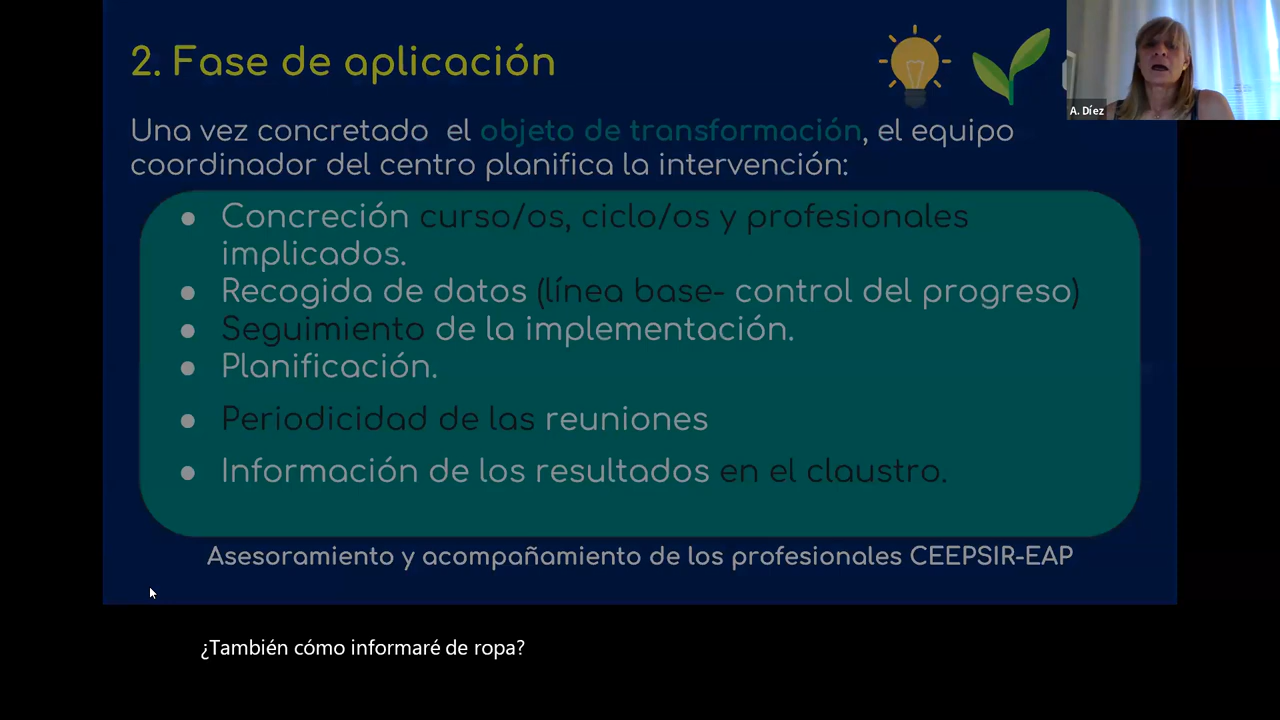 2. Fase de aplicación
A. Díez
Una vez concretado el objeto de transformación, el equipo
coordinador del centro planifica la intervención:
● Concreción curso/os, ciclo/os y profesionales
implicados.
● Recogida de datos (línea base- control del progreso)
● Seguimiento de la implementación.
● Planificación.
● Periodicidad de las reuniones
● Información de los resultados en el claustro.
Asesoramiento y acompañamiento de los profesionales CEEPSIR-EAP
¿También cómo informaré de ropa?